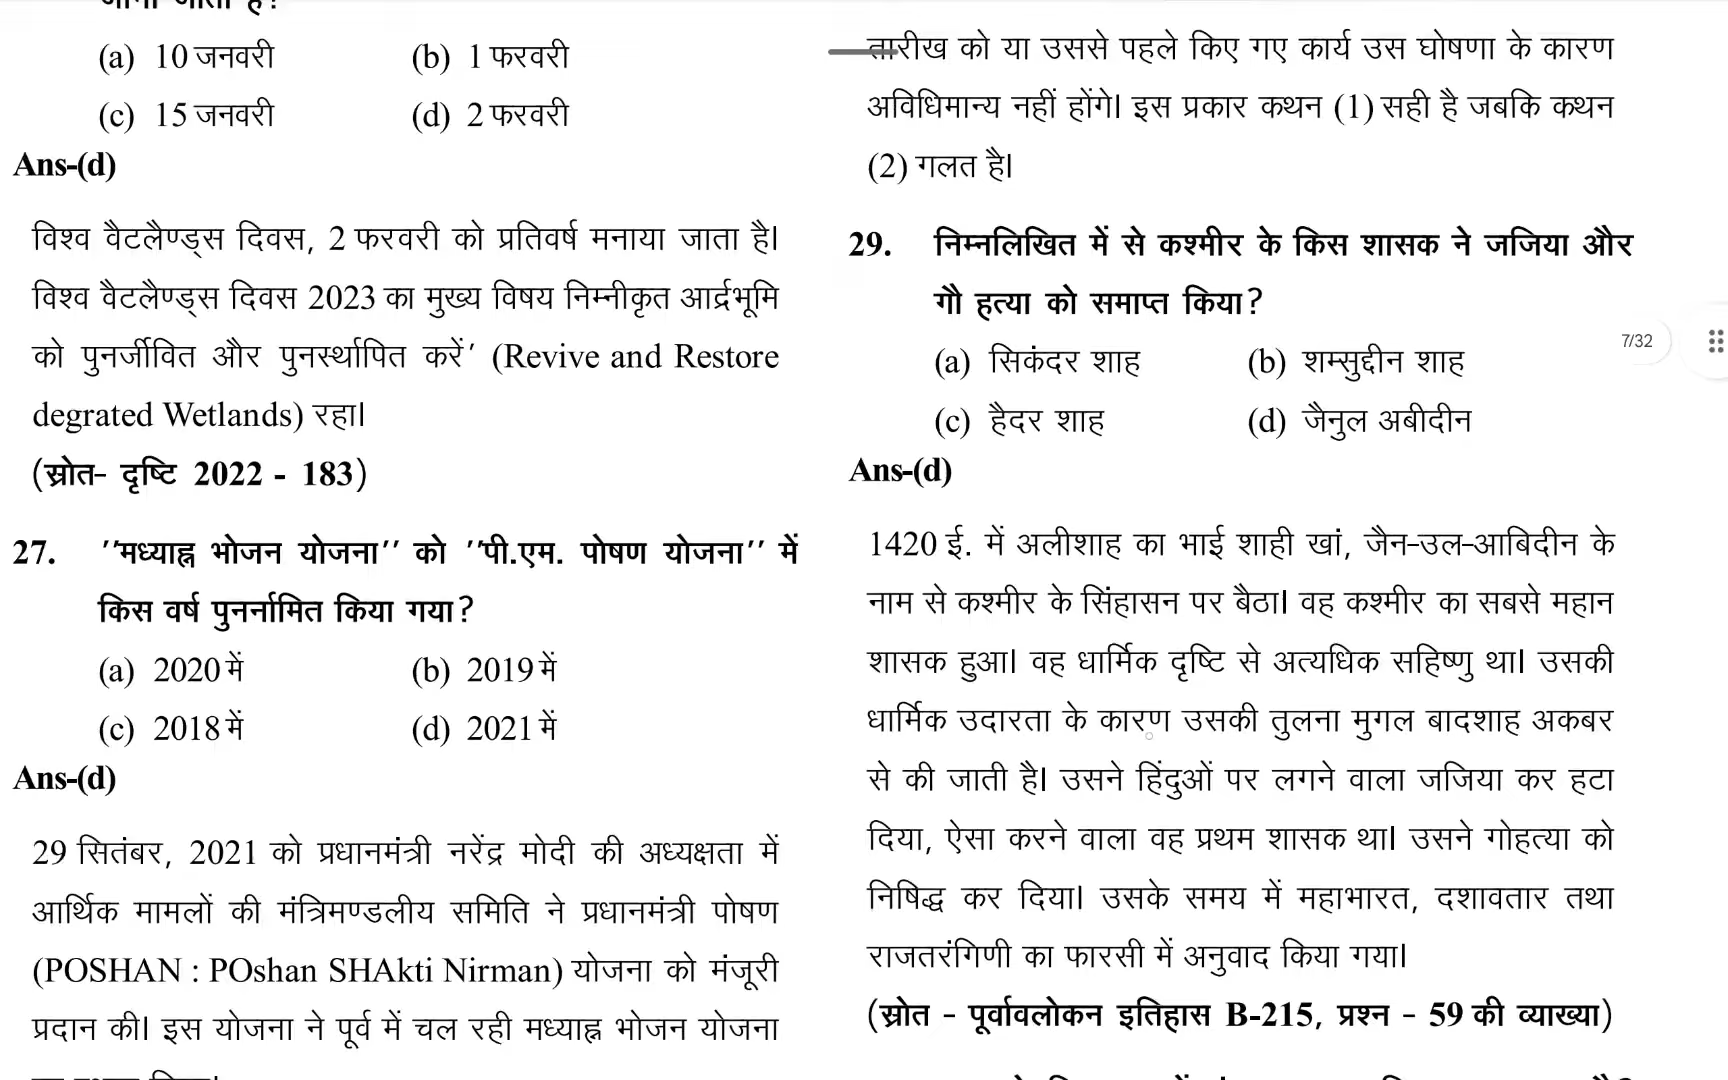 (a) 10 जनवरी (b) 1 फरवरी
(c) 15 जनवरी (d) 2 फरवरी
Ans-(d)
विश्व वैटलैण्ड्स दिवस, 2 फरवरी को प्रतिवर्ष मनाया जाता है।
विश्व वैटलैण्ड्स दिवस 2023 का मुख्य विषय निम्नीकृत आर्द्रभूमि
को पुनर्जीवित और पुनर्स्थापित करें' (Revive and Restore
degrated Wetlands) रहा।
(स्रोत- दृष्टि 2022 - 183)
27. ''मध्याह्न भोजन योजना'' को ''पी.एम. पोषण योजना'' में
किस वर्ष पुनर्नामित किया गया?
(a) 2020 में (b) 2019 में
(c) 2018 में (d) 2021 में
Ans-(d)
29 सितंबर, 2021 को प्रधानमंत्री नरेंद्र मोदी की अध्यक्षता में
आर्थिक मामलों की मंत्रिमण्डलीय समिति ने प्रधानमंत्री पोषण
(POSHAN : POshan SHAkti Nirman) योजना को मंजूरी
प्रदान की। इस योजना ने पूर्व में चल रही मध्याह्न भोजन योजना
तारीख को या उससे पहले किए गए कार्य उस घोषणा के कारण
अविधिमान्य नहीं होंगे। इस प्रकार कथन (1) सही है जबकि कथन
(2) गलत है।
29. निम्नलिखित में से कश्मीर के किस शासक ने जजिया और
गौ हत्या को समाप्त किया?
(a) सिकंदर शाह (b) शम्सुद्दीन शाह
(c) हैदर शाह (d) जैनुल अबीदीन
Ans-(d)
1420 ई. में अलीशाह का भाई शाही खां, जैन-उल-आबिदीन के
नाम से कश्मीर के सिंहासन पर बैठा। वह कश्मीर का सबसे महान
शासक हुआ। वह धार्मिक दृष्टि से अत्यधिक सहिष्णु था। उसकी
धार्मिक उदारता के कारण उसकी तुलना मुगल बादशाह अकबर
से की जाती है। उसने हिंदुओं पर लगने वाला जजिया कर हटा
दिया, ऐसा करने वाला वह प्रथम शासक था। उसने गोहत्या को
निषिद्ध कर दिया। उसके समय में महाभारत, दशावतार तथा
राजतरंगिणी का फारसी में अनुवाद किया गया।
(स्रोत - पूर्वावलोकन इतिहास B-215, प्रश्न - 59 की व्याख्या)
7/32